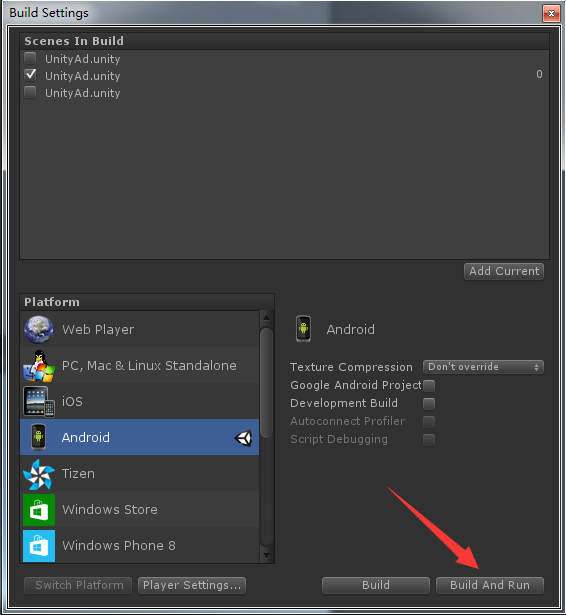 Build Settings
Scenes In Build
UnityAd.unity
UnityAd.unity 0
UnityAd.unity
Add Current
Platform
Web Player
PC, Mac & Linux Standalone
iOS
Android
Tizen
Windows Store
Windows Phone 8
Android
Texture Compression Don't override
Google Android Project
Development Build
Autoconnect Profiler
Script Debugging
Switch Platform Player Settings... Build Build And Run